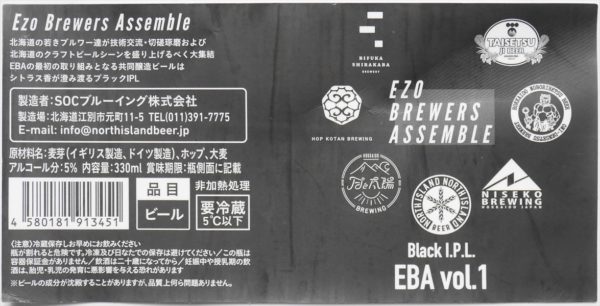 Ezo Brewers Assemble
北海道の若きブルワー達が技術交流・切磋琢磨および
北海道のクラフトビールシーンを盛り上げるべく大集結
EBAの最初の取り組みとなる共同醸造ビールは
シトラス香が澄み渡るブラックIPL
製造者：SOCブルーイング株式会社
製造場：北海道江別市元町11-5 TEL(011)391-7775
E-mail: info@northislandbeer.jp
原材料名：麦芽(イギリス製造、ドイツ製造)、ホップ、大麦
アルコール分：5% 内容量：330ml 賞味期限：瓶側面に記載
4 580181 913451
品目
ビール
非加熱処理
要冷蔵
5℃以下
〈注意〉冷蔵保存しお早めにお飲みください
瓶が割れると危険です。冷凍及び日なたでの保存は避けてください／この瓶は
容器保証金がありません／飲酒は二十歳になってから／妊娠中や授乳期の飲
酒は、胎児・乳児の発育に悪影響を与える恐れがあります
※ビールの成分が沈殿することがありますが、品質上何ら問題ありません。
BIFUKA
SHIRAKABA
BREWERY
TAISETSU
JI BEER
HOP KOTAN BREWING
EZO
BREWERS
ASSEMBLE
HOKKAIDO
BREWING
NORTH ISLAND
BEER
NISEKO
BREWING
HOKKAIDO JAPAN
Black I.P.L.
EBA vol.1